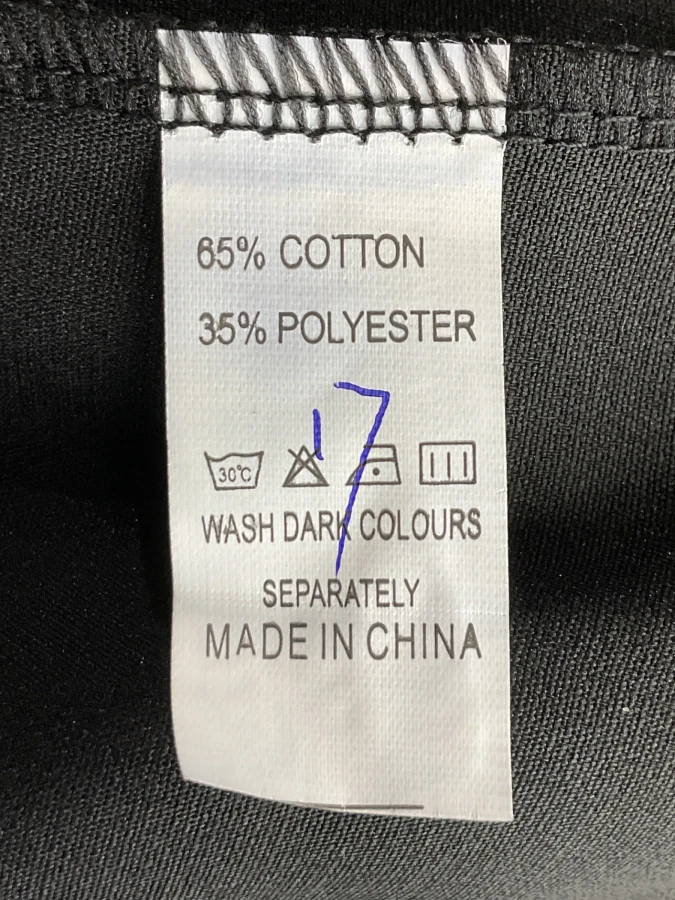 65% COTTON
35% POLYESTER
17
30°C
WASH DARK COLOURS
SEPARATELY
MADE IN CHINA